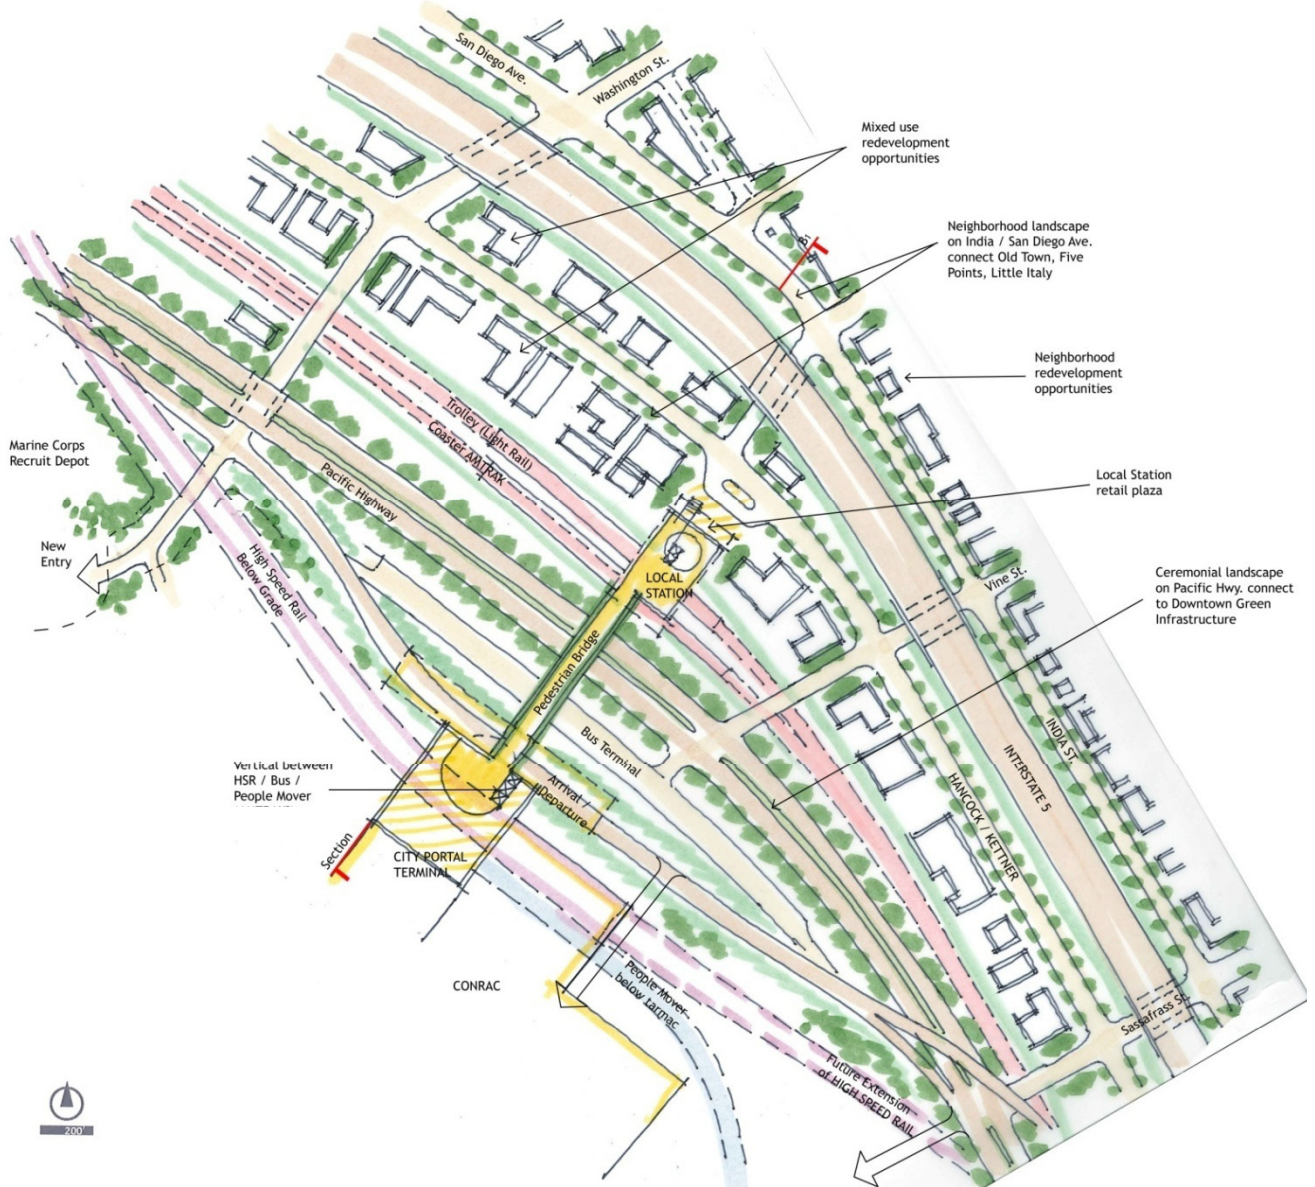 San Diego Ave.
Washington St.
Mixed use
redevelopment
opportunities
B1
Neighborhood landscape
on India / San Diego Ave.
connect Old Town, Five
Points, Little Italy
Neighborhood
redevelopment
opportunities
Trolley (Light Rail)
Coaster AMTRAK
Marine Corps
Recruit Depot
Pacific Highway
Local Station
retail plaza
New
Entry
High Speed Rail
Below Grade
LOCAL
STATION
Vine St.
Ceremonial landscape
on Pacific Hwy. connect
to Downtown Green
Infrastructure
Pedestrian Bridge
Bus Terminal
INDIA ST.
INTERSTATE 5
HANCOCK / KETTNER
Vertical between
HSR / Bus /
People Mover
Arrival /
Departure
Section
CITY PORTAL
TERMINAL
CONRAC
People Mover
below tarmac
Sassafrass St.
Future Extension
of HIGH SPEED RAIL
200'